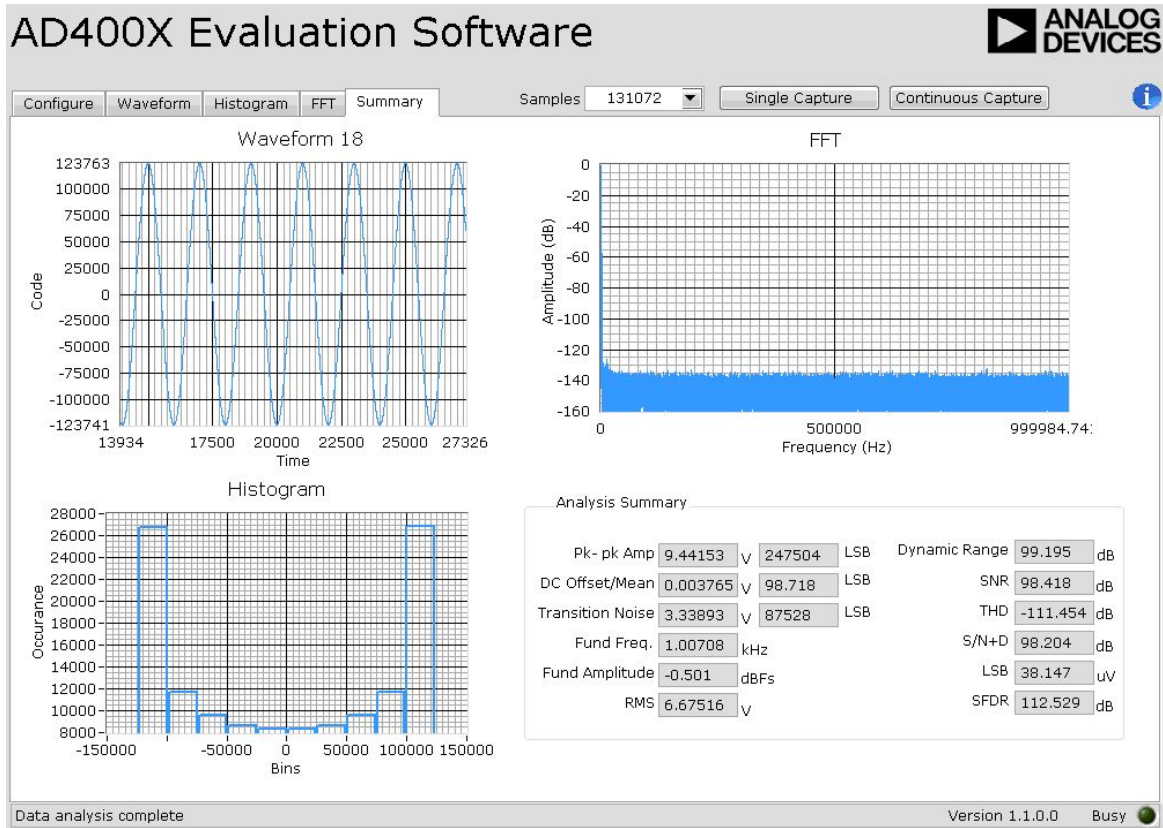 AD400X Evaluation Software
ANALOG
DEVICES
Configure Waveform Histogram FFT Summary Samples 131072 Single Capture Continuous Capture i
Waveform 18
123763
100000
75000
50000
25000
0
-25000
-50000
-75000
-100000
-123741
Code
13934 17500 20000 22500 25000 27326
Time
FFT
0
-20
-40
-60
-80
-100
-120
-140
-160
Amplitude (dB)
0 500000 999984.74:
Frequency (Hz)
Histogram
28000
26000
24000
22000
20000
18000
16000
14000
12000
10000
8000
Occurance
-150000 -50000 0 50000 100000 150000
Bins
Analysis Summary
Pk- pk Amp 9.44153 V 247504 LSB
DC Offset/Mean 0.003765 V 98.718 LSB
Transition Noise 3.33893 V 87528 LSB
Fund Freq. 1.00708 kHz
Fund Amplitude -0.501 dBFs
RMS 6.67516 V
Dynamic Range 99.195 dB
SNR 98.418 dB
THD -111.454 dB
S/N+D 98.204 dB
LSB 38.147 uV
SFDR 112.529 dB
Data analysis complete Version 1.1.0.0 Busy